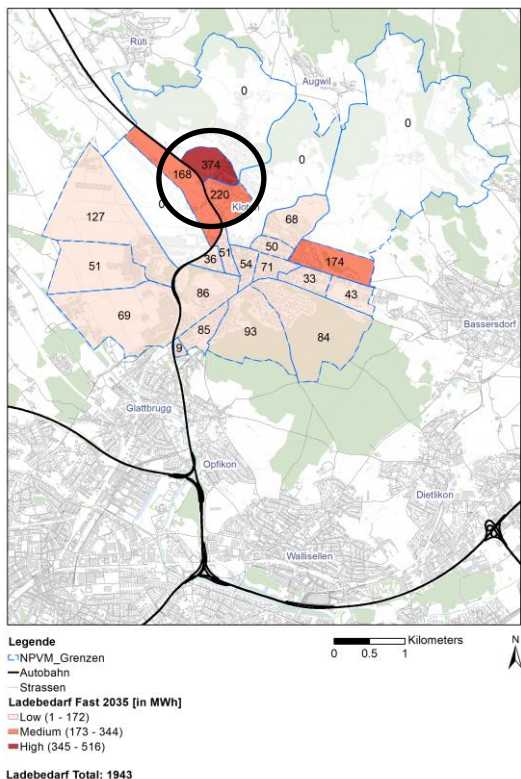 Rüti
Augwil
0
0
0
374
168
220
0
68
127
50
51
36
54
71
174
51
33
43
86
69
85
93
84
9
Bassersdorf
Glattbrugg
Opfikon
Dietlikon
Wallisellen
Legende
NPVM_Grenzen
Autobahn
Strassen
Ladebedarf Fast 2035 [in MWh]
Low (1 - 172)
Medium (173 - 344)
High (345 - 516)
Ladebedarf Total: 1943
Kilometers
0 0.5 1
N